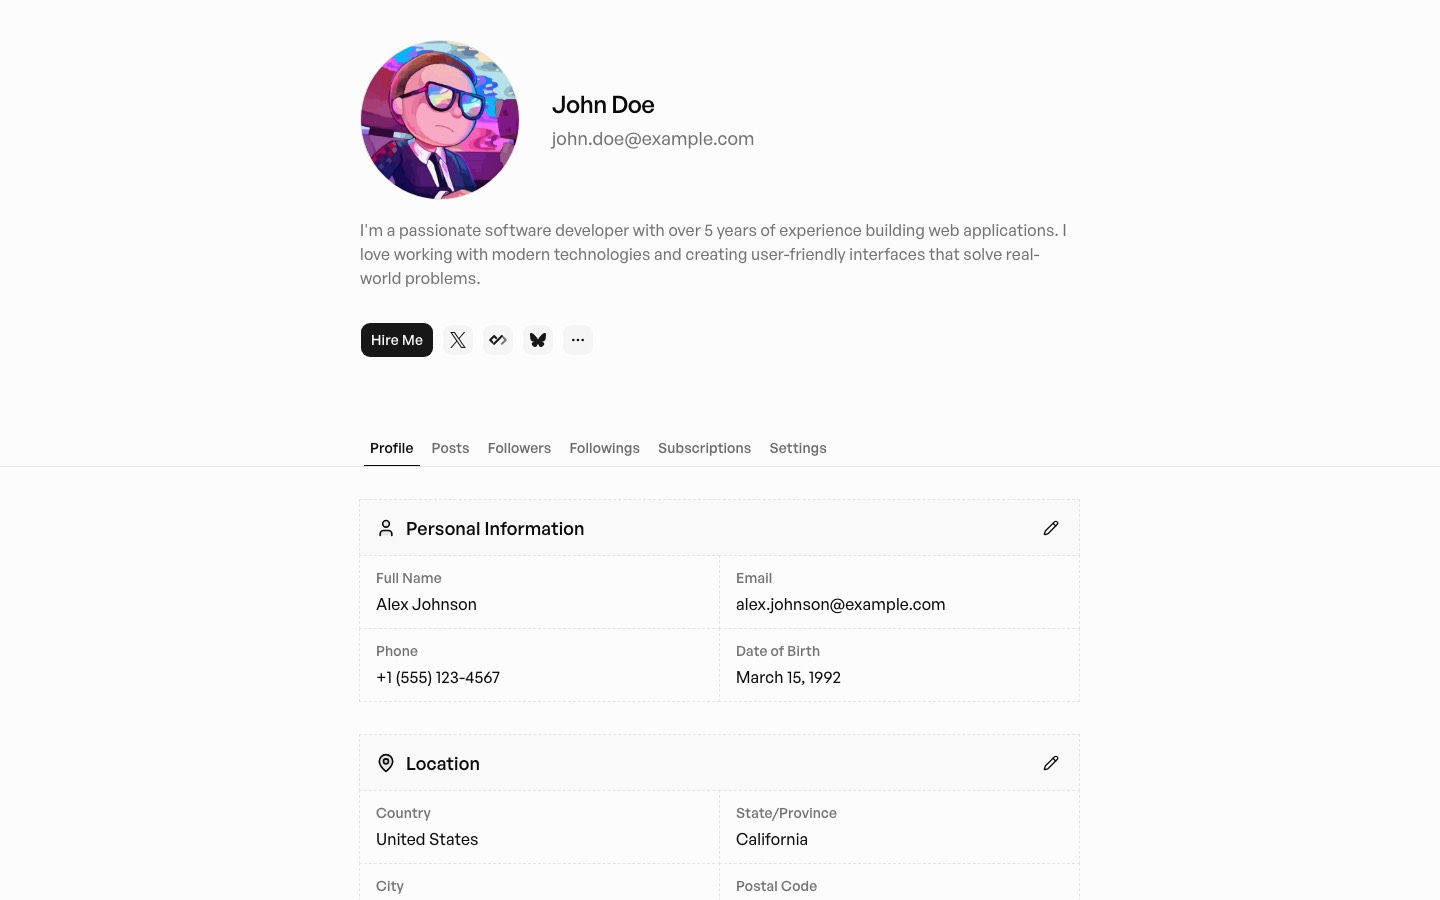 John Doe
john.doe@example.com
I'm a passionate software developer with over 5 years of experience building web applications. I
love working with modern technologies and creating user-friendly interfaces that solve real-
world problems.
Hire Me
Profile Posts Followers Followings Subscriptions Settings
Personal Information
Full Name Email
Alex Johnson alex.johnson@example.com
Phone Date of Birth
+1 (555) 123-4567 March 15, 1992
Location
Country State/Province
United States California
City Postal Code